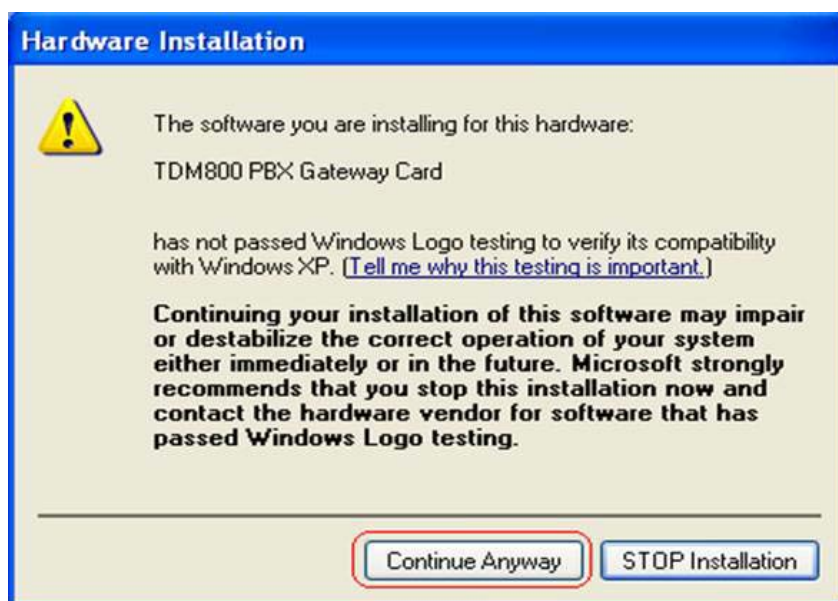 Hardware Installation
The software you are installing for this hardware:
TDM800 PBX Gateway Card
has not passed Windows Logo testing to verify its compatibility
with Windows XP. (Tell me why this testing is important.)
Continuing your installation of this software may impair
or destabilize the correct operation of your system
either immediately or in the future. Microsoft strongly
recommends that you stop this installation now and
contact the hardware vendor for software that has
passed Windows Logo testing.
Continue Anyway STOP Installation